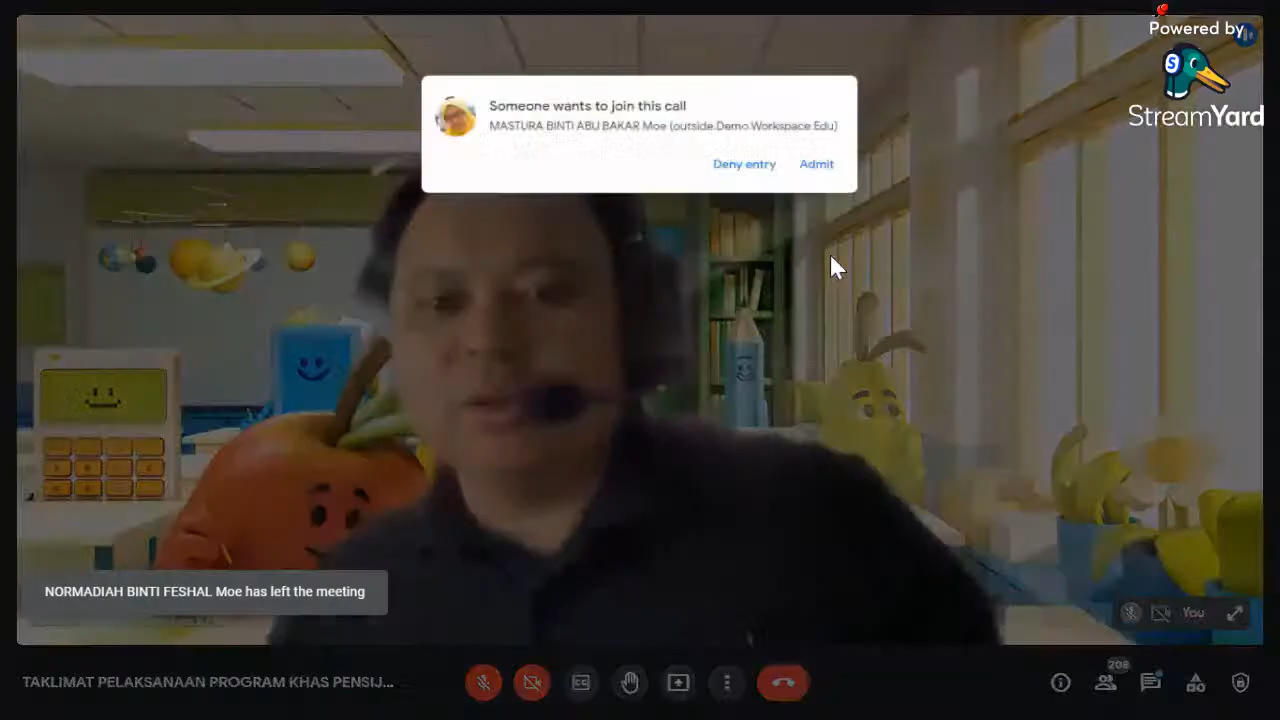 Powered by
StreamYard
Someone wants to join this call
MASTURA BINTI ABU BAKAR Moe (outside Demo Workspace Edu)
Deny entry Admit
NORMADIAH BINTI FESHAL Moe has left the meeting
You
TAKLIMAT PELAKSANAAN PROGRAM KHAS PENSIJ...
208